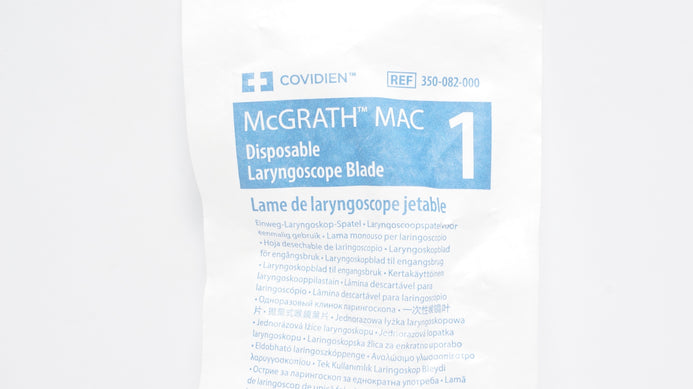 COVIDIEN™ REF 350-082-000
McGRATH™ MAC 1
Disposable
Laryngoscope Blade
Lame de laryngoscope jetable
Einweg-Laryngoskop-Spatel • Laryngoscoopspatel voor
eenmalig gebruik • Lama monouso per laringoscopio
• Hoja desechable de laringoscopio • Laryngoskopblad
för engångsbruk • Laryngoskopblad til engangsbrug
• Laryngoskopblad til engangsbruk • Kertakäyttöinen
laryngoskooppilastain • Lâmina descartável para
laringoscópio • Lâmina descartável para laringóscopio
• Одноразовый клинок ларингоскопа • 一次性喉镜叶
片 • 拋棄式喉鏡葉片 • Jednorazowa łyżka laryngoskopowa
• Jednorázová lžíce laryngoskopu • Jednorazová lopatka
laryngoskopu • Laringoskopska žlica za enkratno uporabo
• Eldobható laringoszkóppenge • Αναλώσιμο γλωσσοπίεστρο
λαρυγγοσκοπίου • Tek Kullanımlık Laringoskop Bleydi
• Острие за ларингоскоп за еднократна употреба • Lamă
de laringoscop de unică